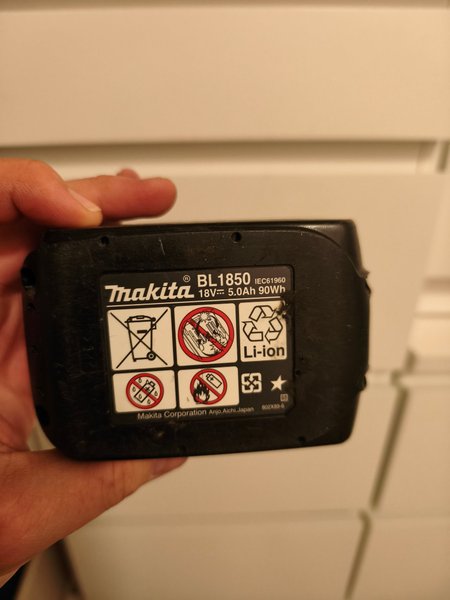 makita® BL1850 IEC61960
18V⎓ 5.0Ah 90Wh
Li-ion
Makita Corporation Anjo,Aichi,Japan